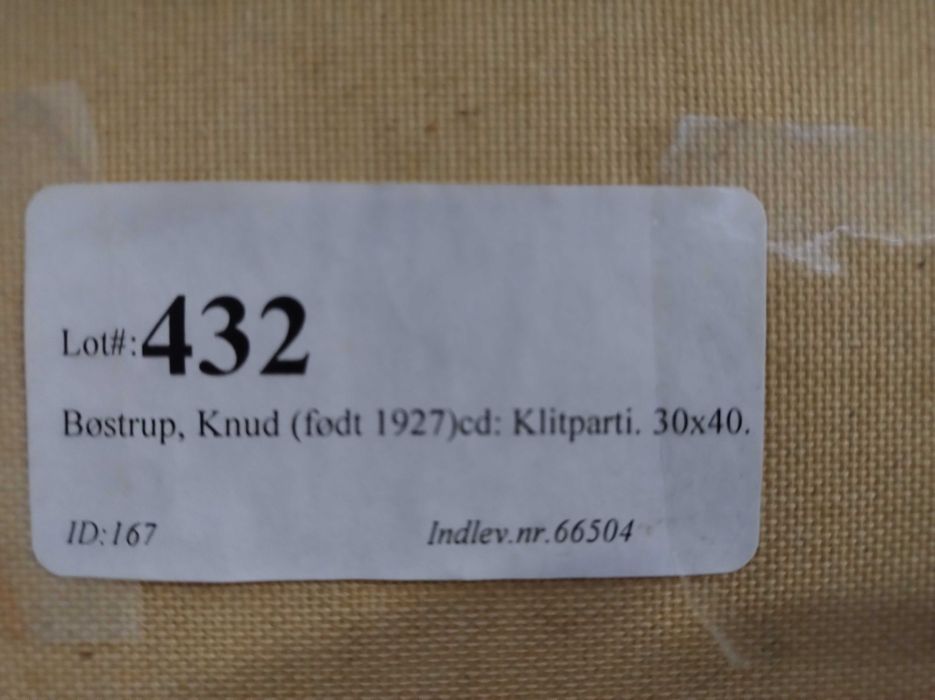 Lot#:432
Bøstrup, Knud (født 1927)cd: Klitparti. 30x40.
ID:167 Indlev.nr.66504